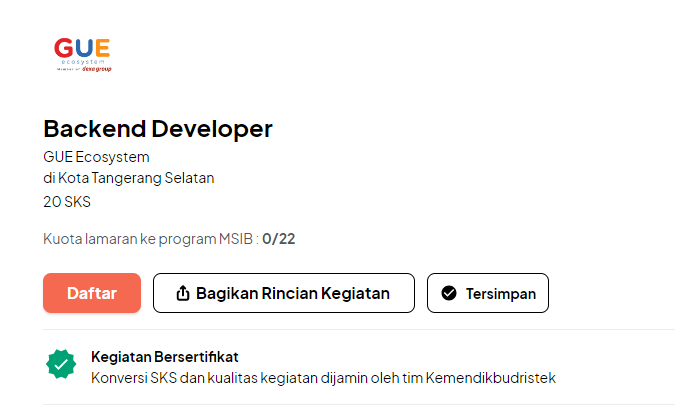 GUE
ecosystem
Member of dexa group
Backend Developer
GUE Ecosystem
di Kota Tangerang Selatan
20 SKS
Kuota lamaran ke program MSIB : 0/22
Daftar
Bagikan Rincian Kegiatan
Tersimpan
Kegiatan Bersertifikat
Konversi SKS dan kualitas kegiatan dijamin oleh tim Kemendikbudristek